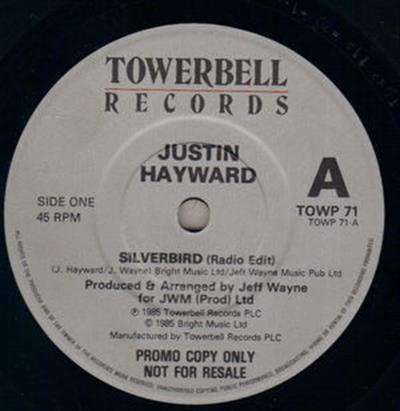 TOWERBELL
RECORDS
JUSTIN
HAYWARD
A
SIDE ONE
45 RPM
TOWP 71
TOWP 71-A
SILVERBIRD (Radio Edit)
(J. Hayward/J. Wayne) Bright Music Ltd/Jeff Wayne Music Pub Ltd
Produced & Arranged by Jeff Wayne
for JWM (Prod) Ltd
℗ 1985 Towerbell Records PLC
© 1985 Bright Music Ltd
Manufactured by Towerbell Records PLC
PROMO COPY ONLY
NOT FOR RESALE